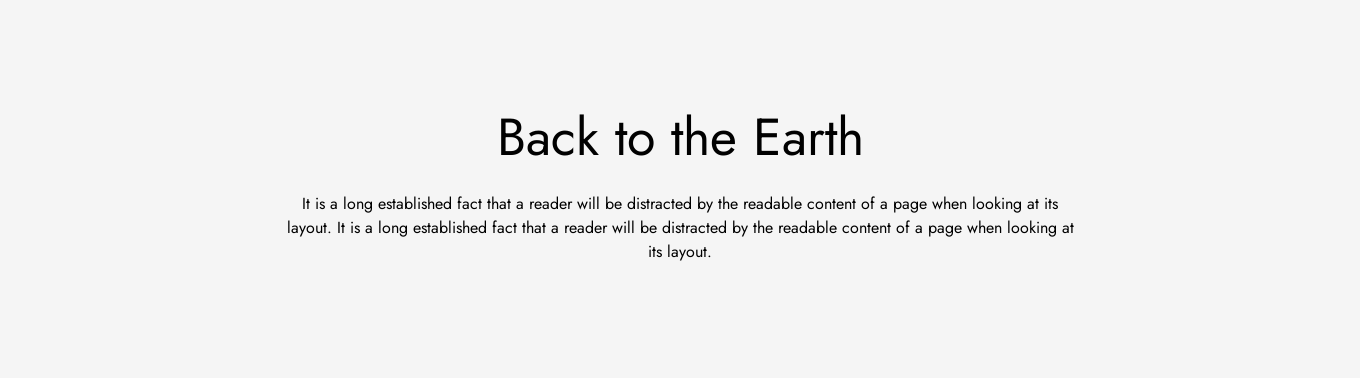 Back to the Earth
It is a long established fact that a reader will be distracted by the readable content of a page when looking at its
layout. It is a long established fact that a reader will be distracted by the readable content of a page when looking at
its layout.